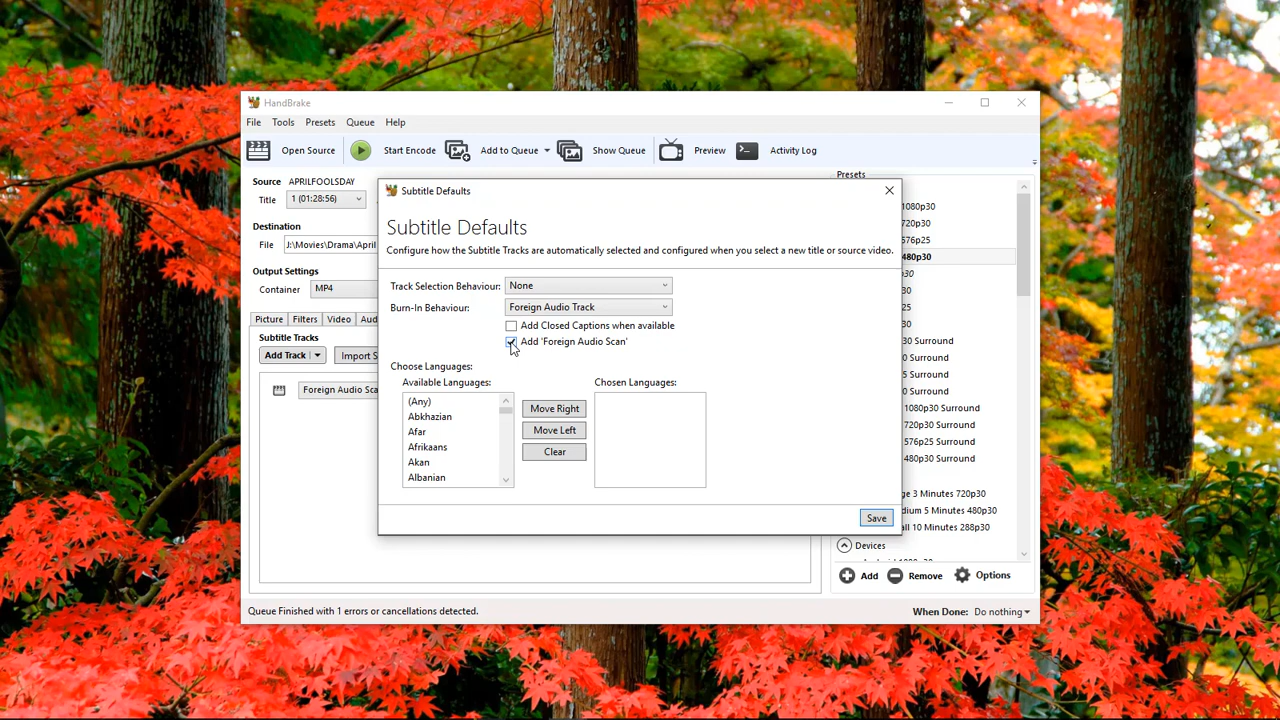 HandBrake
File Tools Presets Queue Help
Open Source Start Encode Add to Queue Show Queue Preview Activity Log
Source APRILFOOLSDAY
Title 1 (01:28:56)
Destination
File J:\Movies\Drama\April
Output Settings
Container MP4
Picture Filters Video Aud
Subtitle Tracks
Add Track Import S
Foreign Audio Sca
Subtitle Defaults
Subtitle Defaults
Configure how the Subtitle Tracks are automatically selected and configured when you select a new title or source video.
Track Selection Behaviour: None
Burn-In Behaviour: Foreign Audio Track
Add Closed Captions when available
Add 'Foreign Audio Scan'
Choose Languages:
Available Languages: Chosen Languages:
(Any)
Abkhazian
Afar
Afrikaans
Akan
Albanian
Move Right
Move Left
Clear
Save
Presets
1080p30
720p30
576p25
480p30
p30
30
25
30
30 Surround
0 Surround
5 Surround
0 Surround
1080p30 Surround
720p30 Surround
576p25 Surround
480p30 Surround
ge 3 Minutes 720p30
dium 5 Minutes 480p30
all 10 Minutes 288p30
Devices
Add Remove Options
Queue Finished with 1 errors or cancellations detected.
When Done: Do nothing